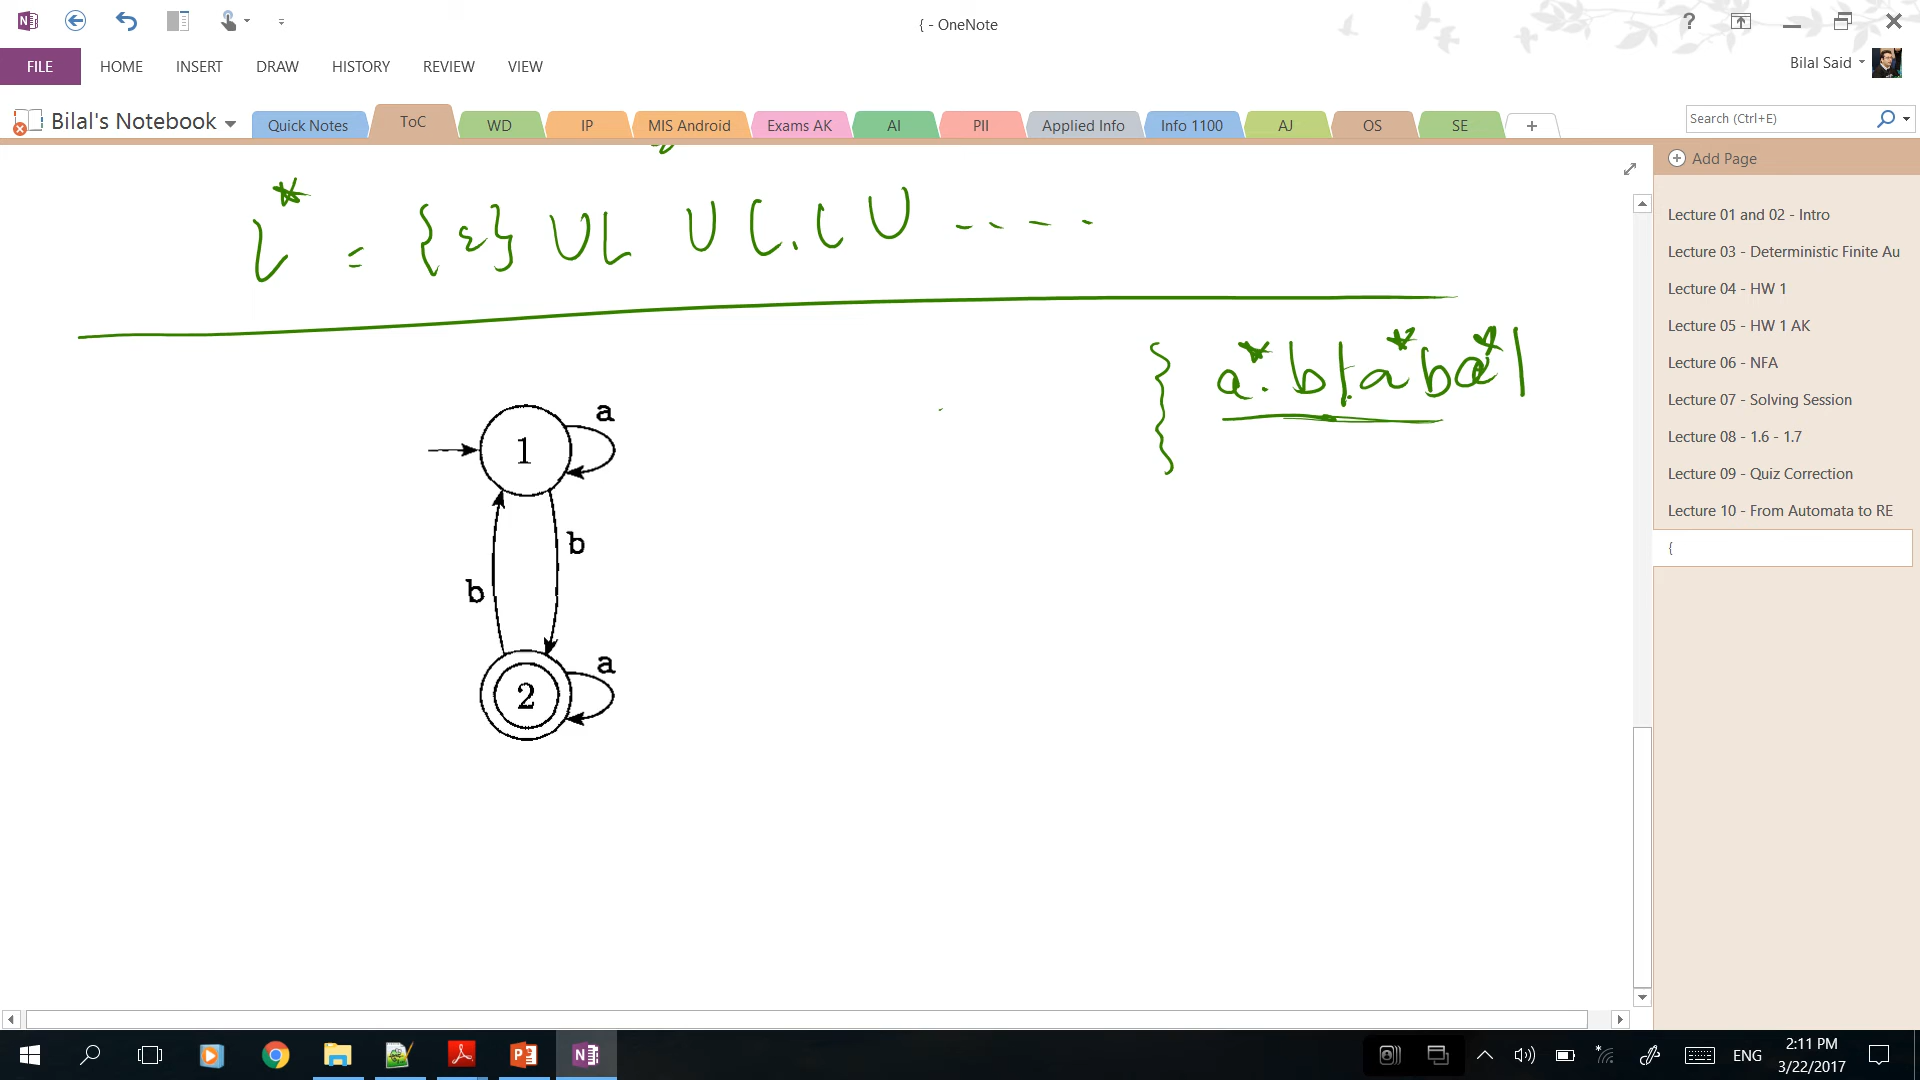 { - OneNote
FILE HOME INSERT DRAW HISTORY REVIEW VIEW
Bilal Said
Bilal's Notebook Quick Notes ToC WD IP MIS Android Exams AK AI PII Applied Info Info 1100 AJ OS SE +
Search (Ctrl+E)
Add Page
Lecture 01 and 02 - Intro
Lecture 03 - Deterministic Finite Au
Lecture 04 - HW 1
Lecture 05 - HW 1 AK
Lecture 06 - NFA
Lecture 07 - Solving Session
Lecture 08 - 1.6 - 1.7
Lecture 09 - Quiz Correction
Lecture 10 - From Automata to RE
{
L* = {ε} U L U L.L U -----
{ a*.b|.a*ba*|
a
1
b
b
a
2
ENG
2:11 PM
3/22/2017